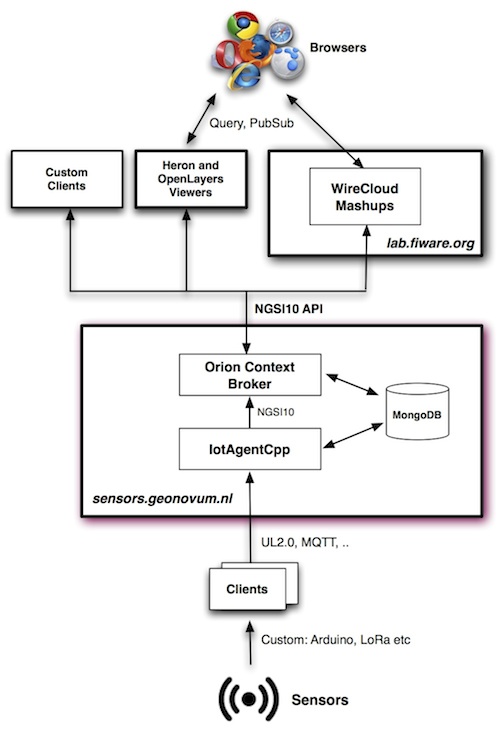 Browsers
Query, PubSub
Custom
Clients
Heron and
OpenLayers
Viewers
WireCloud
Mashups
lab.fiware.org
NGSI10 API
Orion Context
Broker
NGSI10
MongoDB
IotAgentCpp
sensors.geonovum.nl
UL2.0, MQTT, ..
Clients
Custom: Arduino, LoRa etc
Sensors